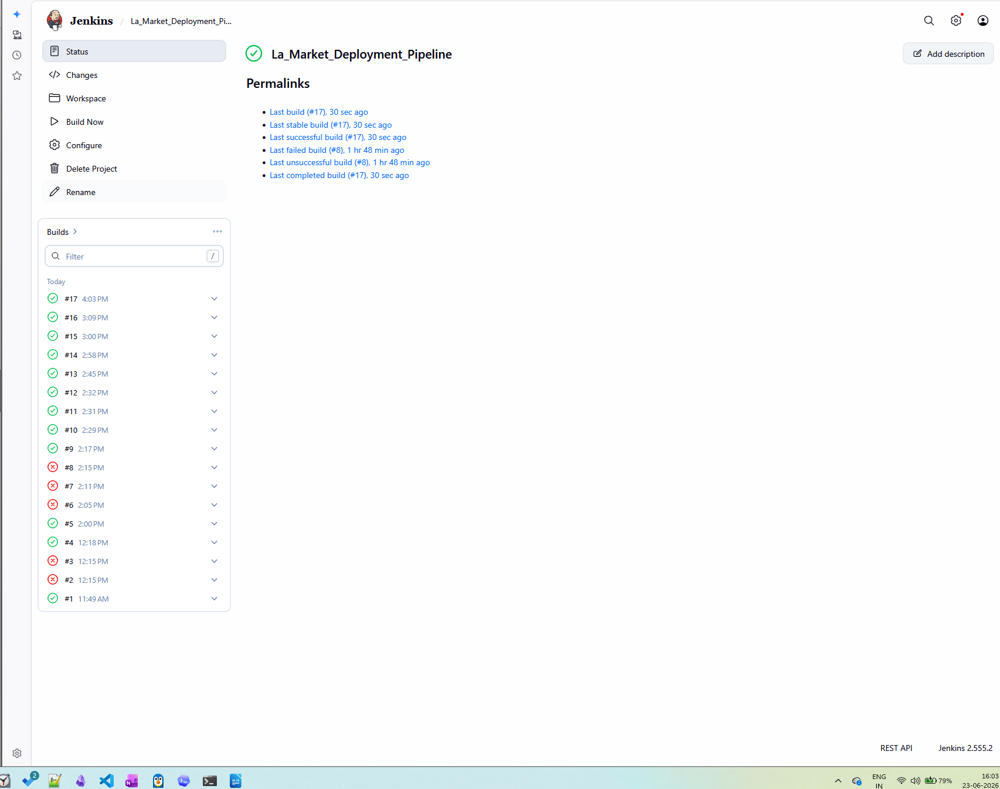 Jenkins / La_Market_Deployment_Pi...
Status
Changes
Workspace
Build Now
Configure
Delete Project
Rename
Builds
Filter /
Today
#17 4:03 PM
#16 3:09 PM
#15 3:00 PM
#14 2:58 PM
#13 2:45 PM
#12 2:32 PM
#11 2:31 PM
#10 2:29 PM
#9 2:17 PM
#8 2:15 PM
#7 2:11 PM
#6 2:05 PM
#5 2:00 PM
#4 12:18 PM
#3 12:15 PM
#2 12:15 PM
#1 11:49 AM
La_Market_Deployment_Pipeline
Add description
Permalinks
Last build (#17), 30 sec ago
Last stable build (#17), 30 sec ago
Last successful build (#17), 30 sec ago
Last failed build (#8), 1 hr 48 min ago
Last unsuccessful build (#8), 1 hr 48 min ago
Last completed build (#17), 30 sec ago
REST API
Jenkins 2.555.2
2
ENG
IN
79%
16:03
23-06-2026